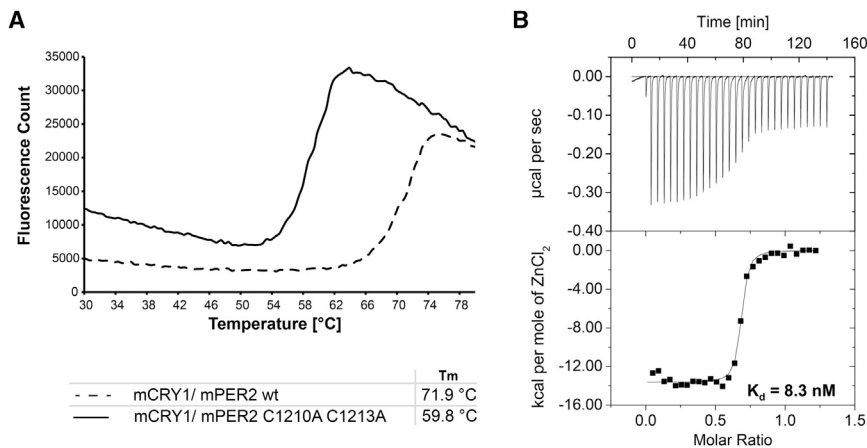 A
Fluorescence Count
35000
30000
25000
20000
15000
10000
5000
0
30 34 38 42 46 50 54 58 62 66 70 74 78
Temperature [°C]
Tm
mCRY1/ mPER2 wt 71.9 °C
mCRY1/ mPER2 C1210A C1213A 59.8 °C
B
Time [min]
0 40 80 120 160
µcal per sec
0.00
-0.10
-0.20
-0.30
-0.40
kcal per mole of ZnCl2
0.00
-4.00
-8.00
-12.00
-16.00
Kd = 8.3 nM
0.0 0.5 1.0 1.5
Molar Ratio